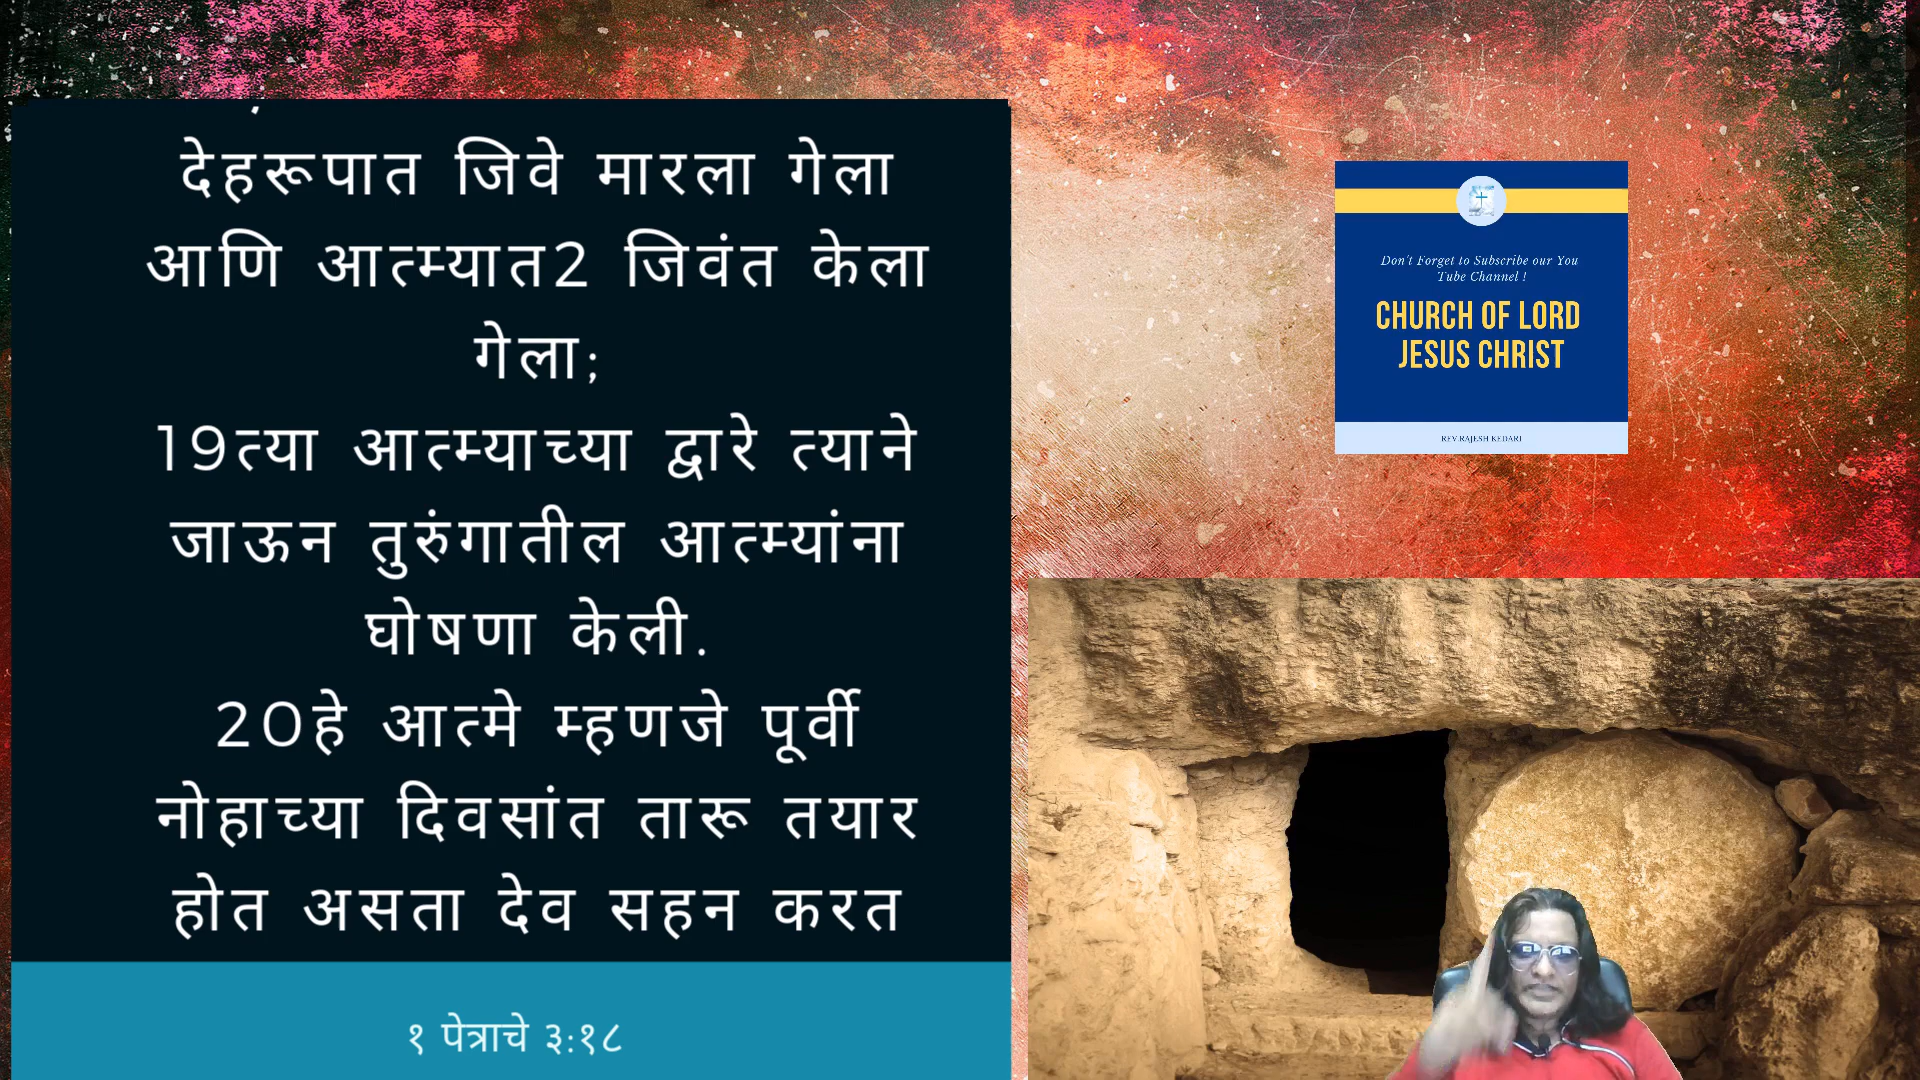 देहरूपात जिवे मारला गेला
आणि आत्म्यात2 जिवंत केला
गेला;
19त्या आत्म्याच्या द्वारे त्याने
जाऊन तुरुंगातील आत्म्यांना
घोषणा केली.
20हे आत्मे म्हणजे पूर्वी
नोहाच्या दिवसांत तारू तयार
होत असता देव सहन करत
१ पेत्राचे ३:१८
Don't Forget to Subscribe our You
Tube Channel !
CHURCH OF LORD
JESUS CHRIST
REV.RAJESH KEDARI